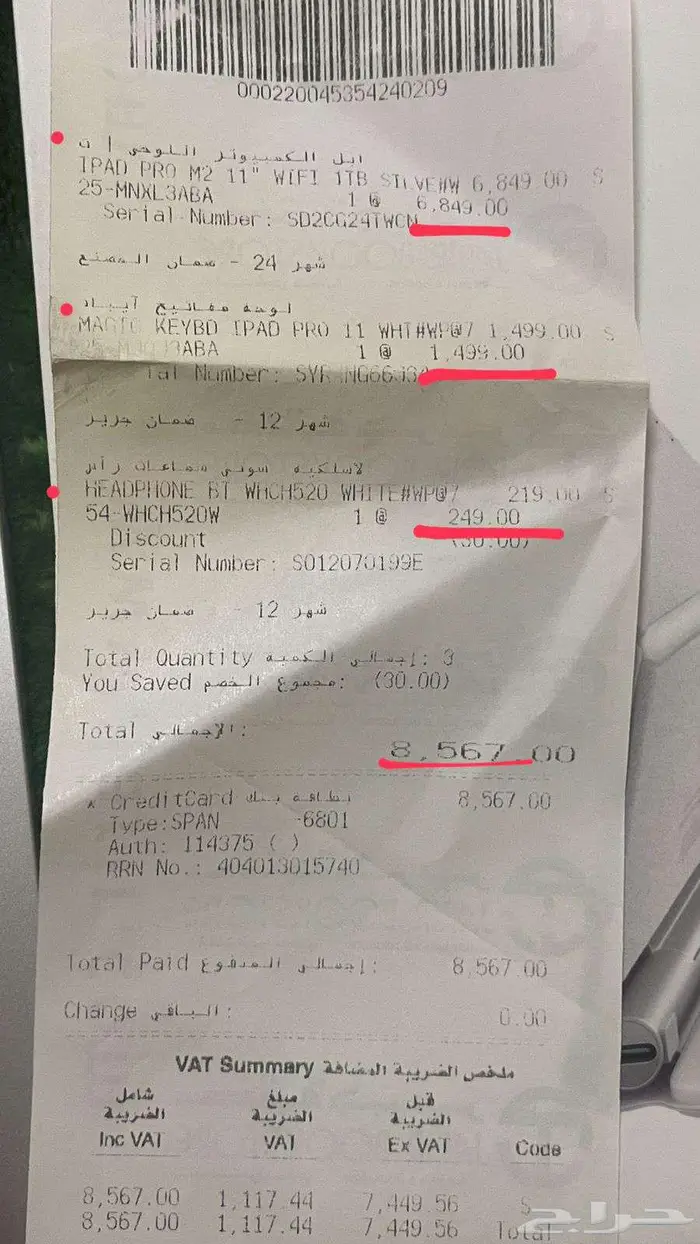 000220045354240209
ابل الكمبيوتر اللوحي | ت
IPAD PRO M2 11" WIFI 1TB SILVE#W 6,849.00 S
25-MNXL3ABA 1 @ 6,849.00
Serial Number: SD2CG24TWCN
شهر 24 - ضمان المصنع
لوحة مفاتيح آيباد
MAGIC KEYBD IPAD PRO 11 WHT#WP@7 1,499.00 S
1 @ 1,499.00
Number:
شهر 12 - ضمان جرير
لاسلكية سوني سماعات رأس
HEADPHONE BT WHCH520 WHITE#WP@7 219.00 S
54-WHCH520W 1 @ 249.00
Discount (30.00)
Serial Number: S012070199E
شهر 12 - ضمان جرير
Total Quantity إجمالي الكمية: 3
You Saved مجموع الخصم: (30.00)
Total الإجمالي:
8,567.00
* CreditCard بطاقة بنك 8,567.00
Type:SPAN -6801
Auth: 114375 ( )
RRN No.: 404013015740
Total Paid إجمالي المدفوع: 8,567.00
Change الباقي: 0.00
VAT Summary ملخص الضريبة المضافة
شامل الضريبة مبلغ الضريبة قبل الضريبة
Inc VAT VAT Ex VAT Code
8,567.00 1,117.44 7,449.56 S
8,567.00 1,117.44 7,449.56 Total
حراج